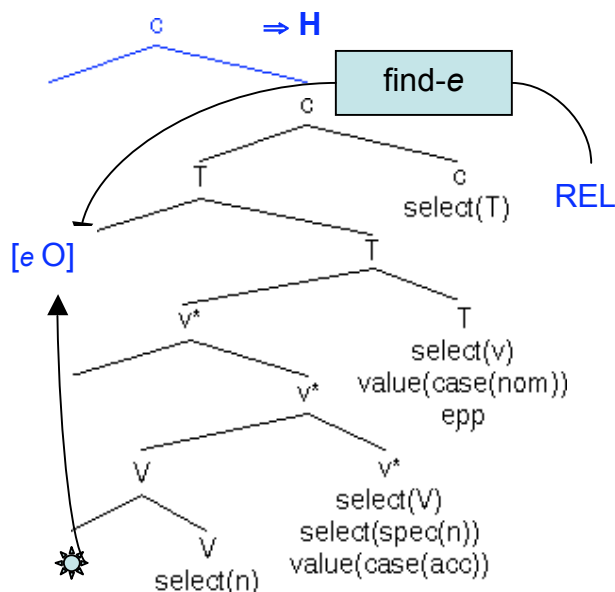 c
⇒ H
find-e
c
T
c
select(T)
REL
[e O]
T
v*
T
select(v)
value(case(nom))
epp
v*
V
v*
select(V)
select(spec(n))
value(case(acc))
V
select(n)